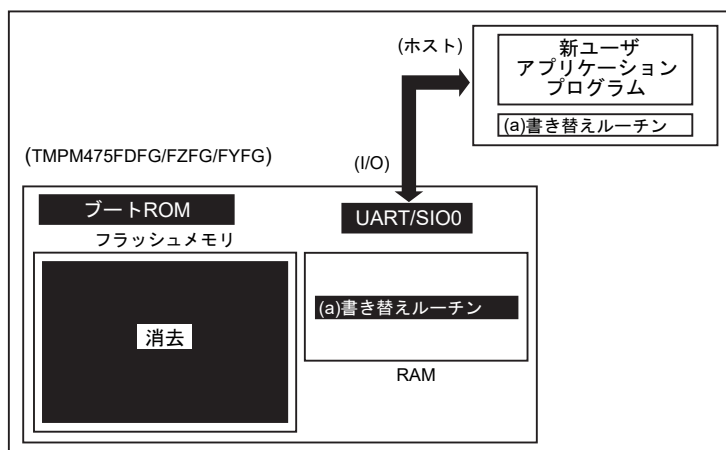 (ホスト)
新ユーザ
アプリケーション
プログラム
(a)書き替えルーチン
(TMPM475FDFG/FZFG/FYFG)
(I/O)
ブートROM
UART/SIO0
フラッシュメモリ
(a)書き替えルーチン
消去
RAM